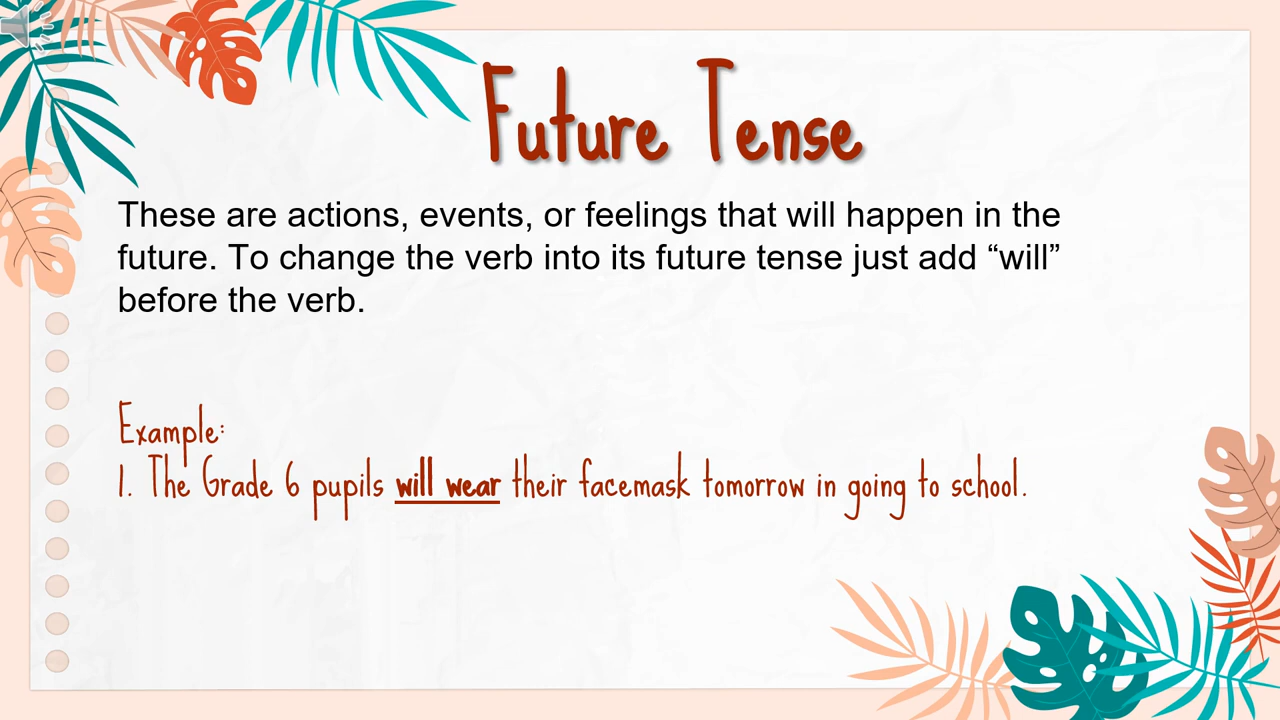 Future Tense
These are actions, events, or feelings that will happen in the
future. To change the verb into its future tense just add “will”
before the verb.
Example:
1. The Grade 6 pupils will wear their facemask tomorrow in going to school.